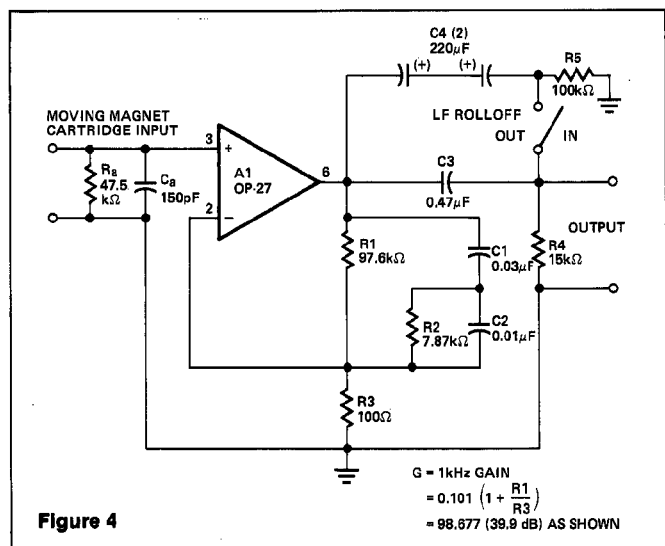 C4 (2)
220μF
(+) (+)
R5
100kΩ
LF ROLLOFF
OUT IN
MOVING MAGNET
CARTRIDGE INPUT
3
+
A1
OP-27
6
2
−
Ra
47.5
kΩ
Ca
150pF
C3
0.47μF
OUTPUT
R1
97.6kΩ
C1
0.03μF
R4
15kΩ
R2
7.87kΩ
C2
0.01μF
R3
100Ω
G = 1kHz GAIN
= 0.101 (1 + R1/R3)
= 98.677 (39.9 dB) AS SHOWN
Figure 4